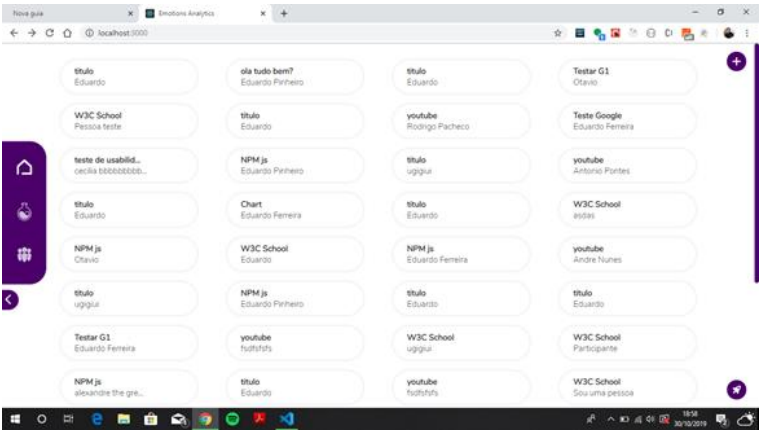 Nova guia
Emotions Analytics
localhost:3000
titulo
Eduardo
ola tudo bem?
Eduardo Pinheiro
titulo
Eduardo
Testar G1
Otavio
W3C School
Pessoa teste
titulo
Eduardo
youtube
Rodrigo Pacheco
Teste Google
Eduardo Ferreira
teste de usabilid...
cecilia bbbbbbbbb...
NPM js
Eduardo Pinheiro
titulo
ugigiui
youtube
Antonio Pontes
titulo
Eduardo
Chart
Eduardo Ferreira
titulo
Eduardo
W3C School
asdas
NPM js
Otavio
W3C School
Eduardo
NPM js
Eduardo Ferreira
youtube
Andre Nunes
titulo
ugigiui
NPM js
Eduardo Pinheiro
titulo
Eduardo
titulo
Eduardo
Testar G1
Eduardo Ferreira
youtube
fsdfsfsfs
W3C School
ugigiui
W3C School
Participante
NPM js
alexandre the gre...
titulo
Eduardo
youtube
fsdfsfsfs
W3C School
Sou uma pessoa
18:58
30/10/2019